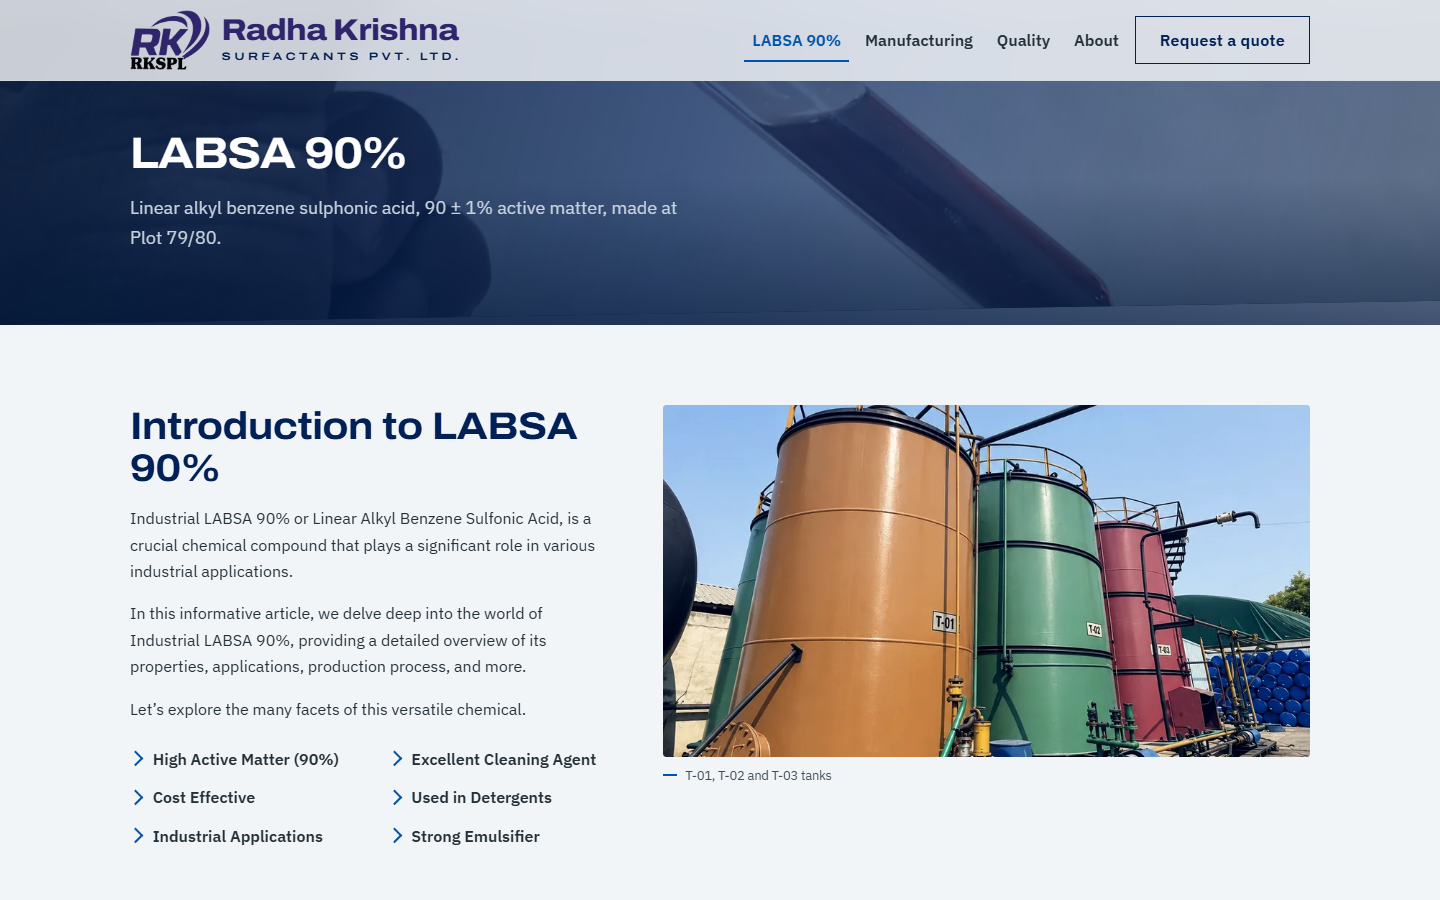 RK
RKSPL
Radha Krishna
SURFACTANTS PVT. LTD.
LABSA 90%
Manufacturing
Quality
About
Request a quote
LABSA 90%
Linear alkyl benzene sulphonic acid, 90 ± 1% active matter, made at
Plot 79/80.
Introduction to LABSA
90%
Industrial LABSA 90% or Linear Alkyl Benzene Sulfonic Acid, is a
crucial chemical compound that plays a significant role in various
industrial applications.
In this informative article, we delve deep into the world of
Industrial LABSA 90%, providing a detailed overview of its
properties, applications, production process, and more.
Let’s explore the many facets of this versatile chemical.
High Active Matter (90%)
Excellent Cleaning Agent
Cost Effective
Used in Detergents
Industrial Applications
Strong Emulsifier
T-01
T-02
T-03
T-01, T-02 and T-03 tanks